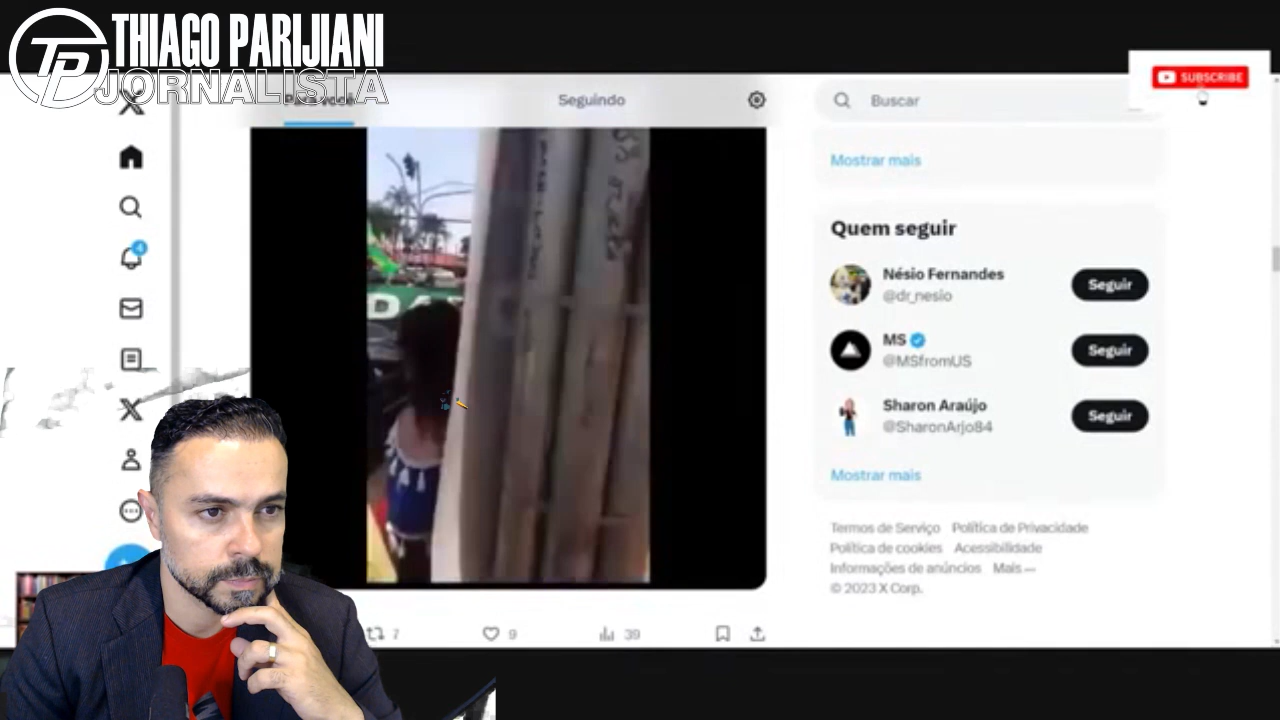 TP
THIAGO PARIJIANI
JORNALISTA
Seguindo
Buscar
SUBSCRIBE
Mostrar mais
Quem seguir
4
Nésio Fernandes
@dr_nesio
Seguir
MS
@MSfromUS
Seguir
Sharon Araújo
@SharonArjo84
Seguir
Mostrar mais
Termos de Serviço Política de Privacidade
Política de cookies Acessibilidade
Informações de anúncios Mais
© 2023 X Corp.
7 9 39